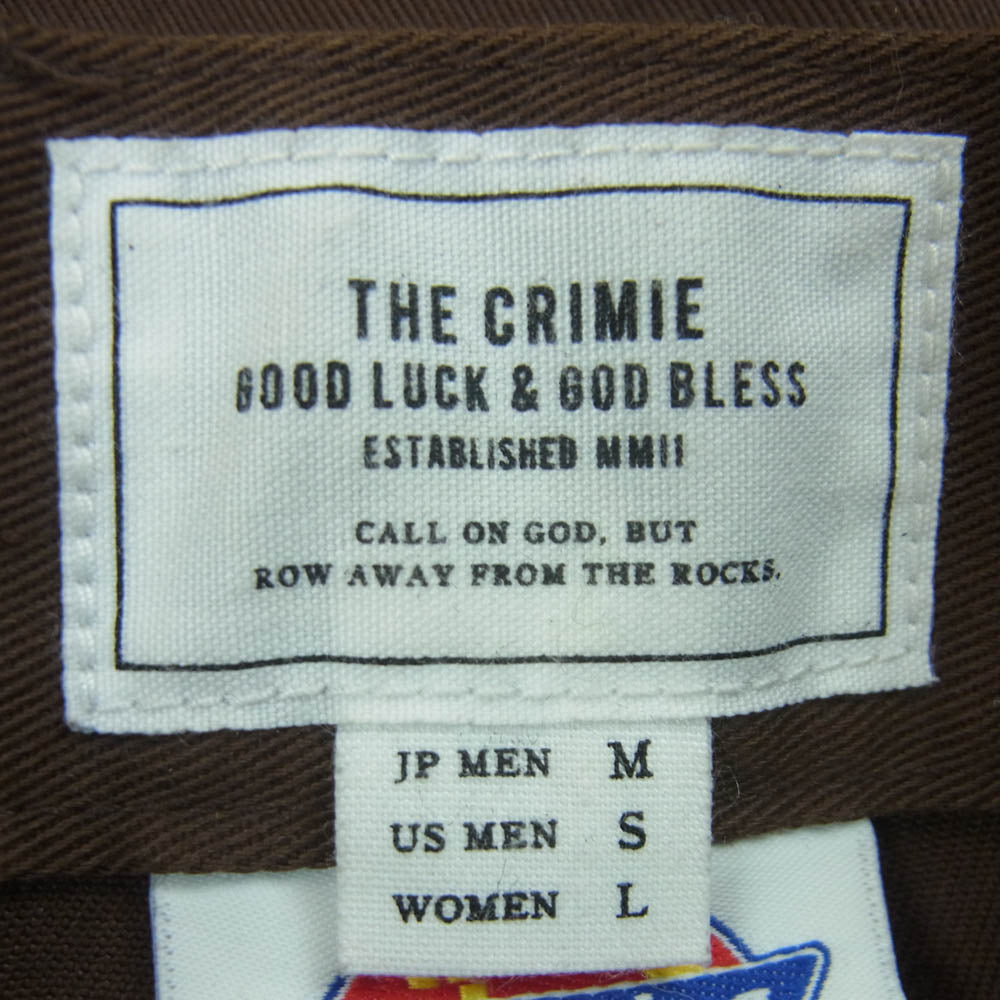 THE CRIMIE
GOOD LUCK & GOD BLESS
ESTABLISHED MMII
CALL ON GOD, BUT
ROW AWAY FROM THE ROCKS.
JP MEN M
US MEN S
WOMEN L